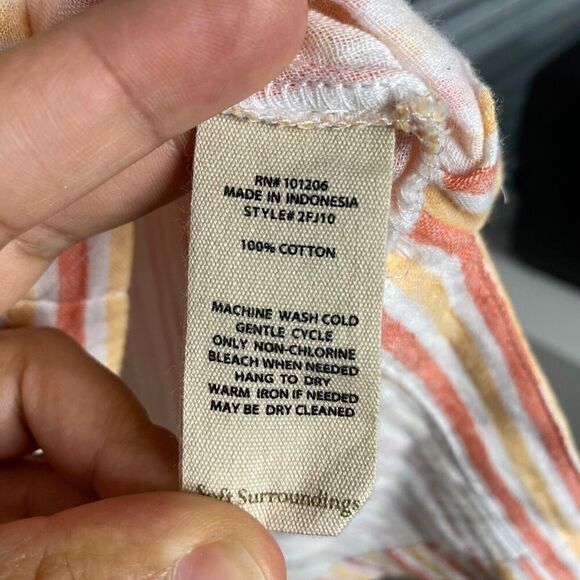 RN# 101206
MADE IN INDONESIA
STYLE# 2FJ10
100% COTTON
MACHINE WASH COLD
GENTLE CYCLE
ONLY NON-CHLORINE
BLEACH WHEN NEEDED
HANG TO DRY
WARM IRON IF NEEDED
MAY BE DRY CLEANED
Soft Surroundings